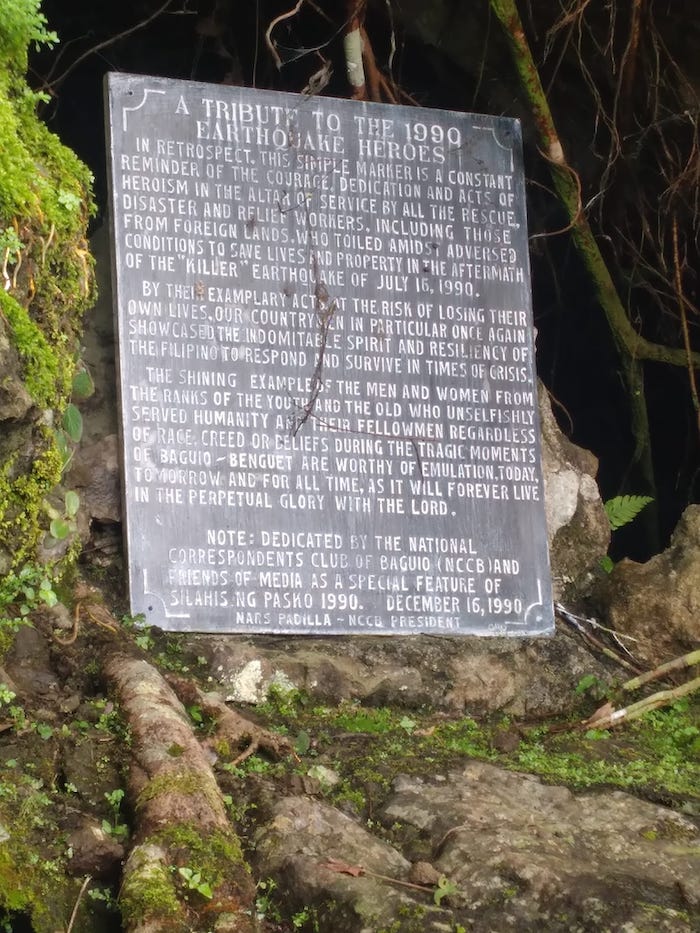 A TRIBUTE TO THE 1990
EARTHQUAKE HEROES
IN RETROSPECT, THIS SIMPLE MARKER IS A CONSTANT
REMINDER OF THE COURAGE, DEDICATION AND ACTS OF
HEROISM IN THE ALTAR OF SERVICE BY ALL THE RESCUE,
DISASTER AND RELIEF WORKERS, INCLUDING THOSE
FROM FOREIGN LANDS, WHO TOILED AMIDST ADVERSED
CONDITIONS TO SAVE LIVES AND PROPERTY IN THE AFTERMATH
OF THE "KILLER" EARTHQUAKE OF JULY 16, 1990.
BY THEIR EXAMPLARY ACTS AT THE RISK OF LOSING THEIR
OWN LIVES, OUR COUNTRYMEN IN PARTICULAR ONCE AGAIN
SHOWCASED THE INDOMITABLE SPIRIT AND RESILIENCY OF
THE FILIPINO TO RESPOND AND SURVIVE IN TIMES OF CRISIS.
THE SHINING EXAMPLE OF THE MEN AND WOMEN FROM
THE RANKS OF THE YOUTH AND THE OLD WHO UNSELFISHLY
SERVED HUMANITY AND THEIR FELLOWMEN REGARDLESS
OF RACE, CREED OR BELIEFS DURING THE TRAGIC MOMENTS
OF BAGUIO - BENGUET ARE WORTHY OF EMULATION, TODAY,
TOMORROW AND FOR ALL TIME, AS IT WILL FOREVER LIVE
IN THE PERPETUAL GLORY WITH THE LORD.
NOTE: DEDICATED BY THE NATIONAL
CORRESPONDENTS CLUB OF BAGUIO (NCCB) AND
FRIENDS OF MEDIA AS A SPECIAL FEATURE OF
SILAHIS NG PASKO 1990. DECEMBER 16, 1990
NARS PADILLA - NCCB PRESIDENT